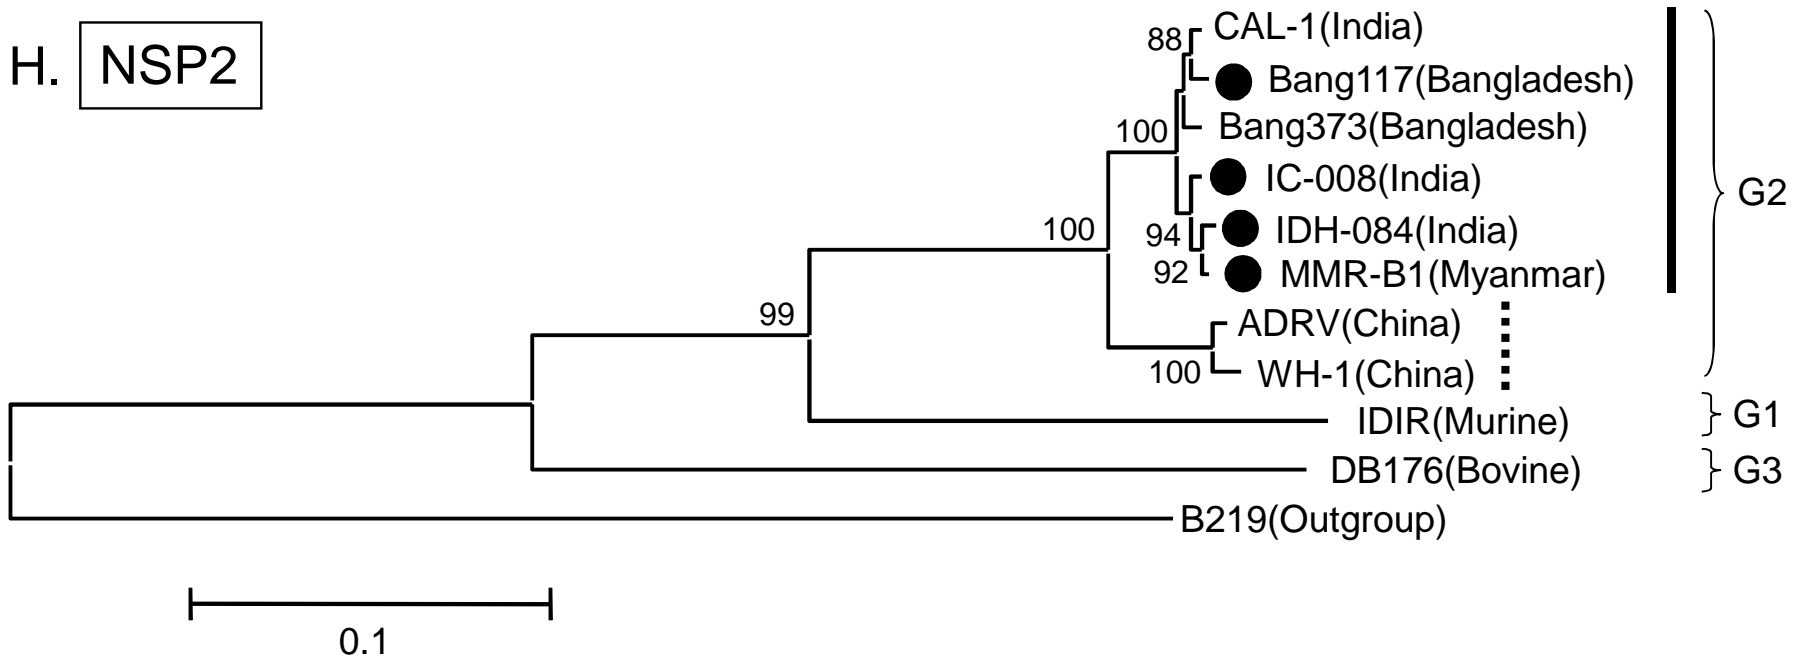 H. NSP2
CAL-1(India)
88
Bang117(Bangladesh)
Bang373(Bangladesh)
100
IC-008(India)
G2
100
94
IDH-084(India)
92
MMR-B1(Myanmar)
99
ADRV(China)
100
WH-1(China)
IDIR(Murine)
G1
DB176(Bovine)
G3
B219(Outgroup)
0.1